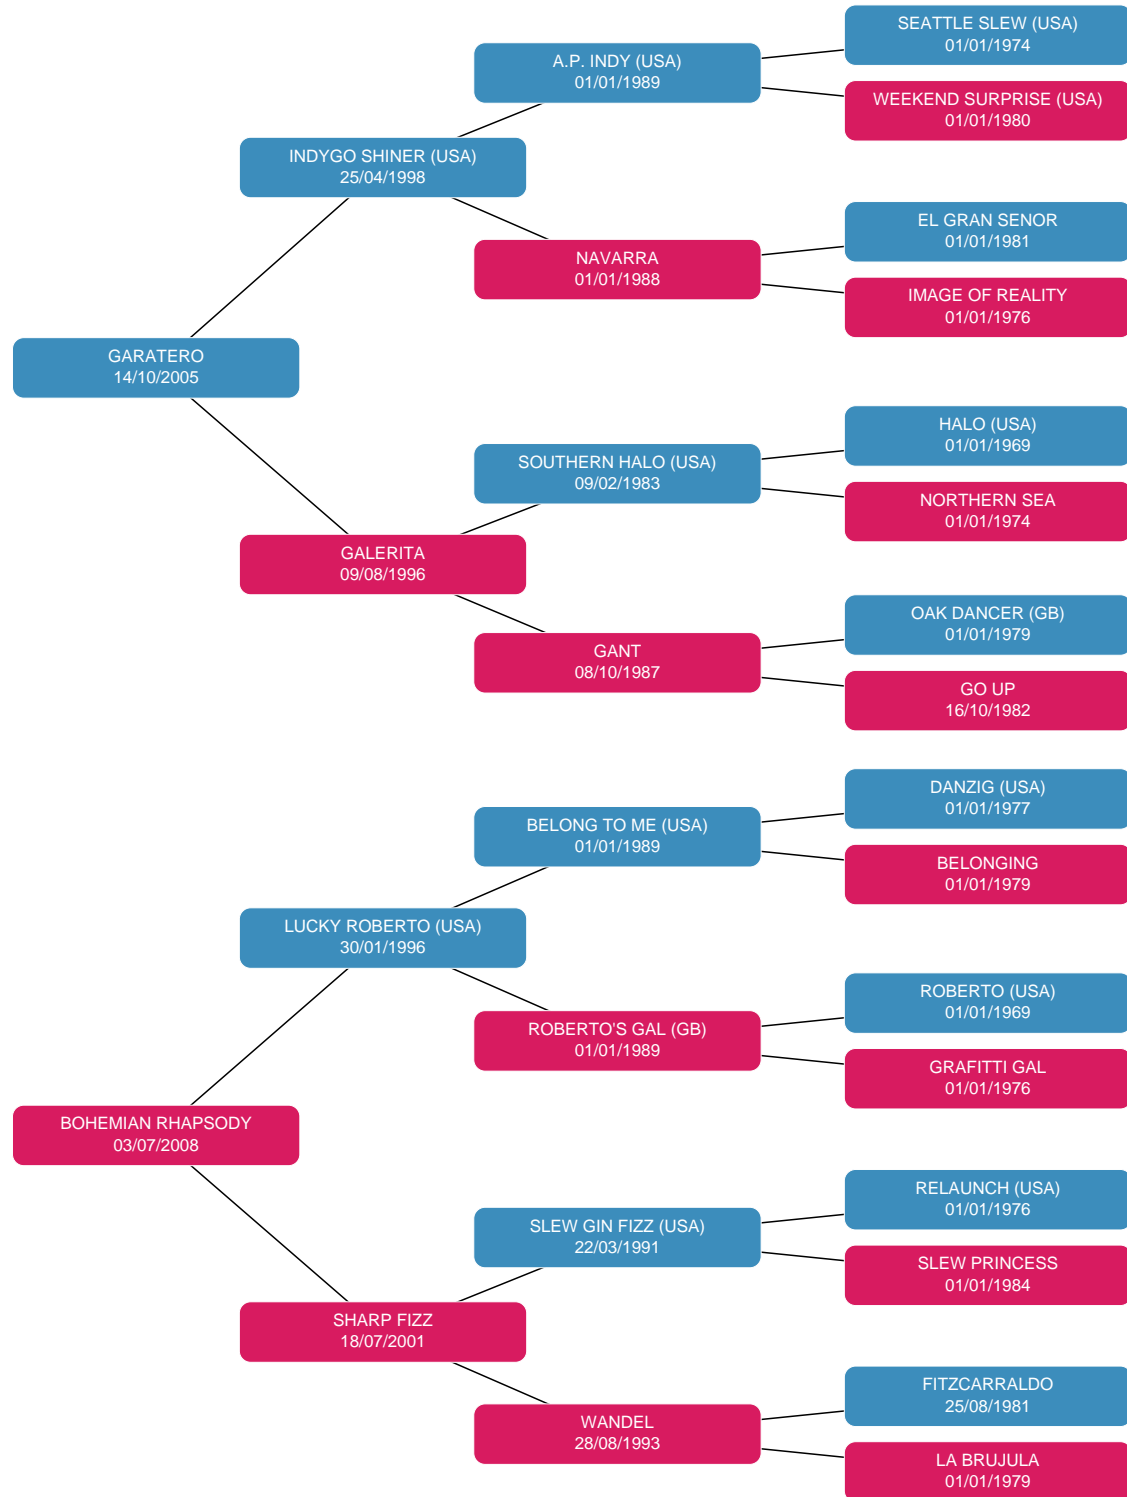 SEATTLE SLEW (USA)
01/01/1974
A.P. INDY (USA)
01/01/1989
WEEKEND SURPRISE (USA)
01/01/1980
INDYGO SHINER (USA)
25/04/1998
EL GRAN SENOR
01/01/1981
NAVARRA
01/01/1988
IMAGE OF REALITY
01/01/1976
GARATERO
14/10/2005
HALO (USA)
01/01/1969
SOUTHERN HALO (USA)
09/02/1983
NORTHERN SEA
01/01/1974
GALERITA
09/08/1996
OAK DANCER (GB)
01/01/1979
GANT
08/10/1987
GO UP
16/10/1982
DANZIG (USA)
01/01/1977
BELONG TO ME (USA)
01/01/1989
BELONGING
01/01/1979
LUCKY ROBERTO (USA)
30/01/1996
ROBERTO (USA)
01/01/1969
ROBERTO'S GAL (GB)
01/01/1989
GRAFITTI GAL
01/01/1976
BOHEMIAN RHAPSODY
03/07/2008
RELAUNCH (USA)
01/01/1976
SLEW GIN FIZZ (USA)
22/03/1991
SLEW PRINCESS
01/01/1984
SHARP FIZZ
18/07/2001
FITZCARRALDO
25/08/1981
WANDEL
28/08/1993
LA BRUJULA
01/01/1979